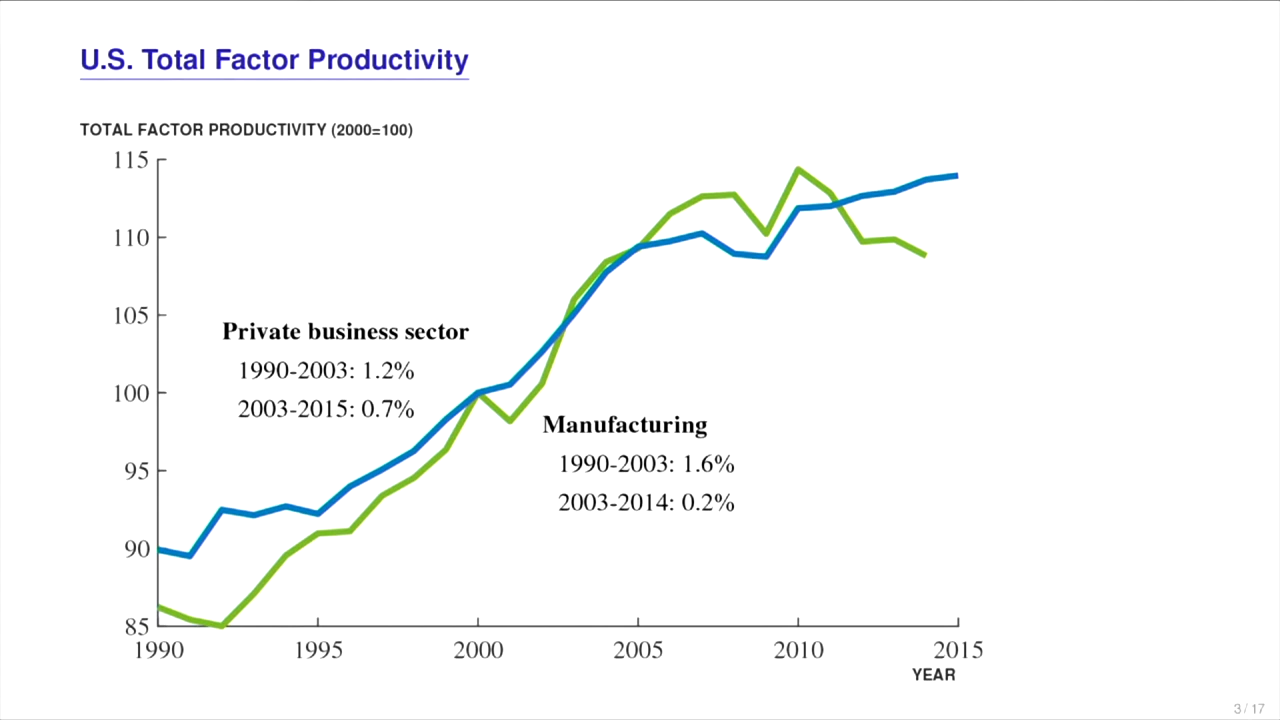 U.S. Total Factor Productivity
TOTAL FACTOR PRODUCTIVITY (2000=100)
115
110
105
Private business sector
1990-2003: 1.2%
100
2003-2015: 0.7%
Manufacturing
95
1990-2003: 1.6%
2003-2014: 0.2%
90
85
1990 1995 2000 2005 2010 2015
YEAR
3 / 17